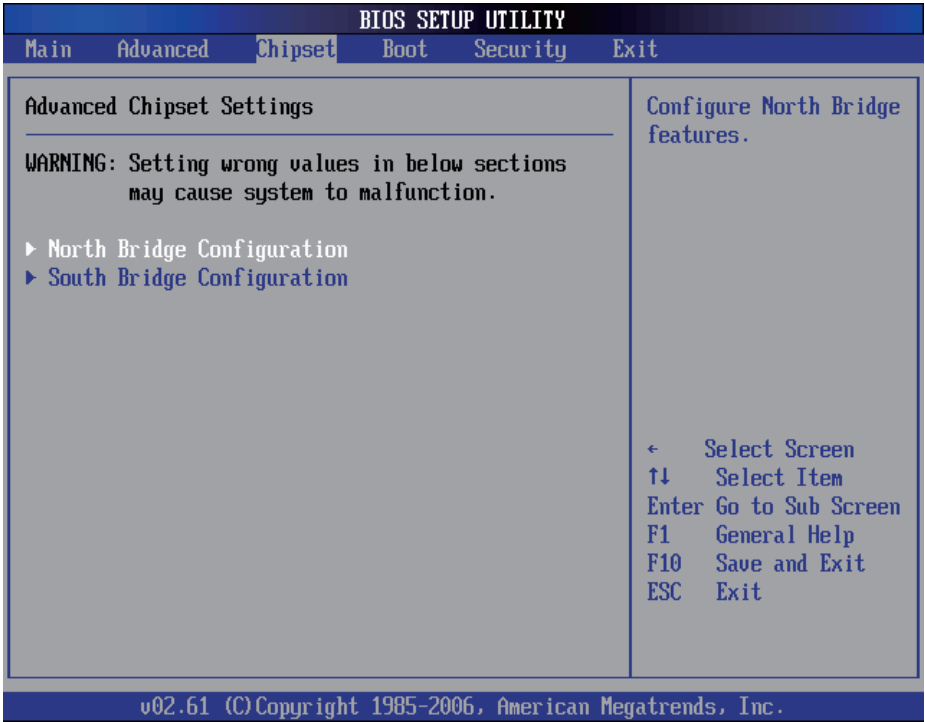 BIOS SETUP UTILITY
Main Advanced Chipset Boot Security Exit
Advanced Chipset Settings
WARNING: Setting wrong values in below sections
may cause system to malfunction.
▶ North Bridge Configuration
▶ South Bridge Configuration
Configure North Bridge
features.
← Select Screen
↑↓ Select Item
Enter Go to Sub Screen
F1 General Help
F10 Save and Exit
ESC Exit
v02.61 (C)Copyright 1985-2006, American Megatrends, Inc.